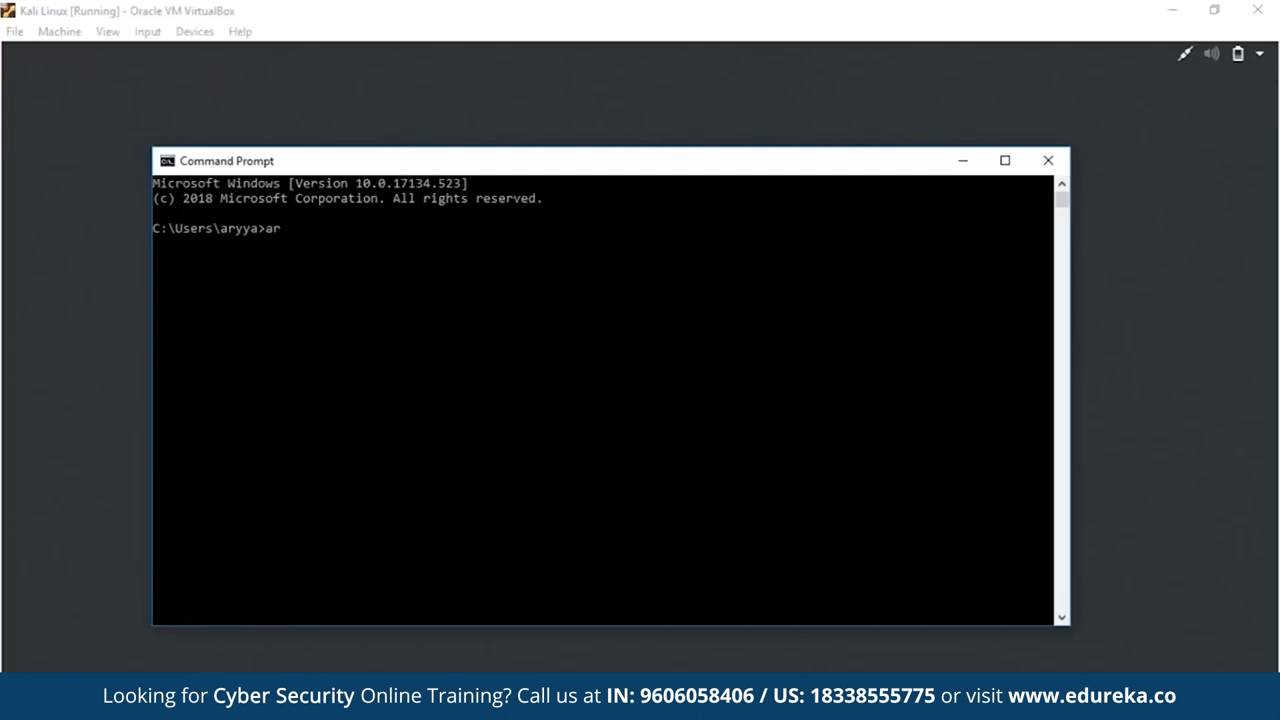 Kali Linux [Running] - Oracle VM VirtualBox
File Machine View Input Devices Help
Command Prompt
Microsoft Windows [Version 10.0.17134.523]
(c) 2018 Microsoft Corporation. All rights reserved.
C:\Users\aryya>ar
Looking for Cyber Security Online Training? Call us at IN: 9606058406 / US: 18338555775 or visit www.edureka.co